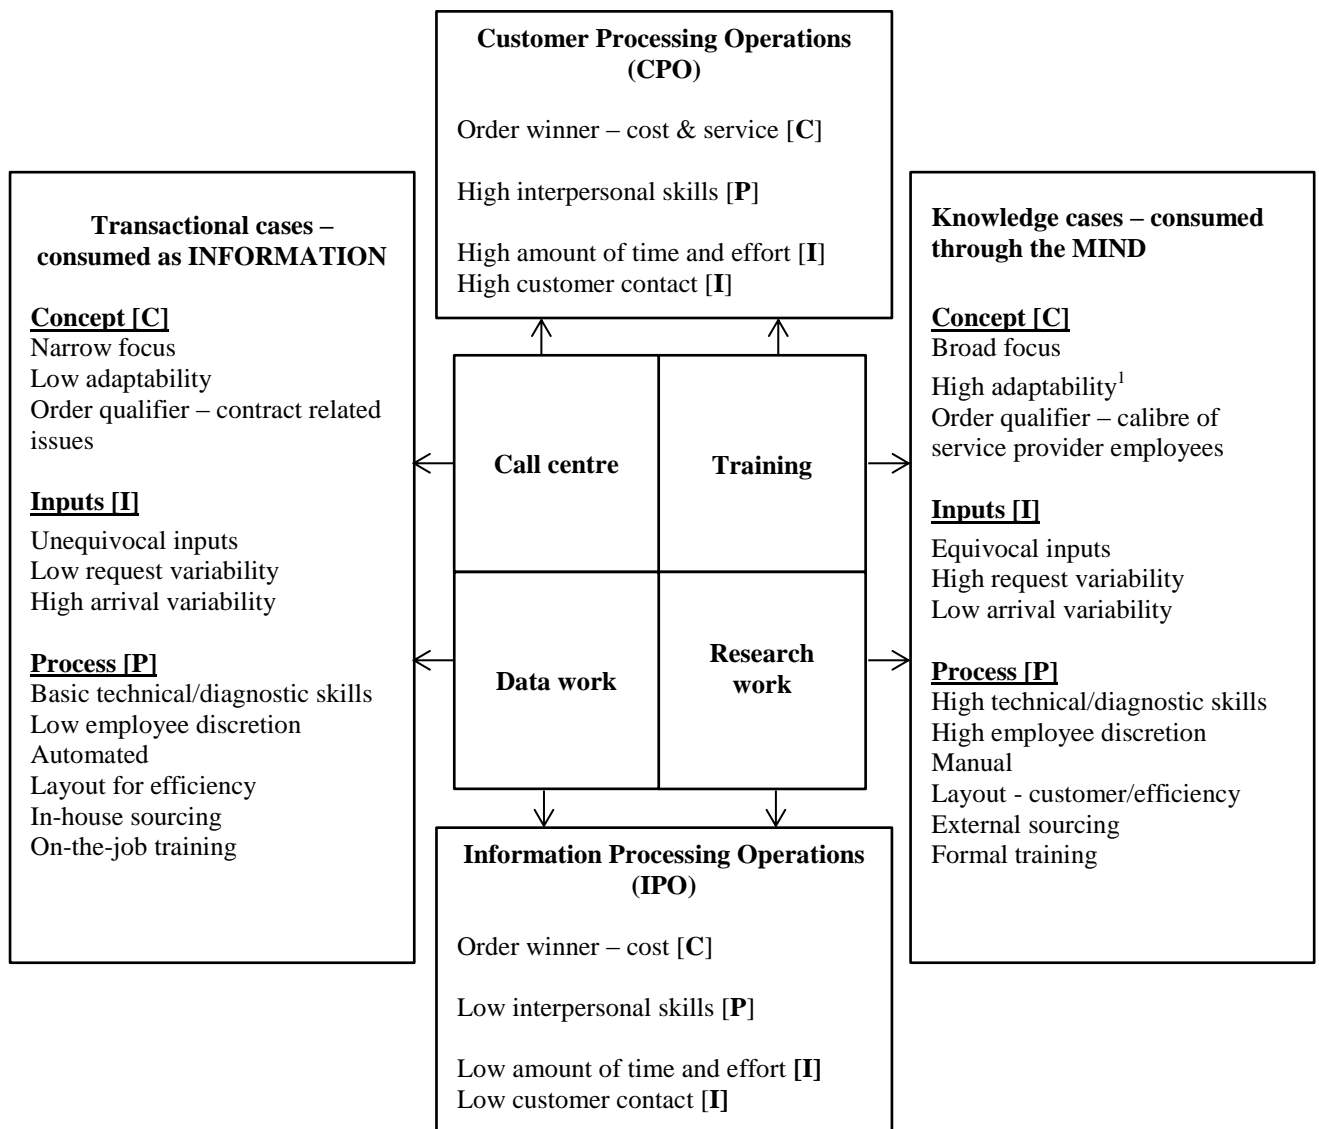 Customer Processing Operations
(CPO)
Order winner – cost & service [C]
High interpersonal skills [P]
High amount of time and effort [I]
High customer contact [I]
Transactional cases –
consumed as INFORMATION
Concept [C]
Narrow focus
Low adaptability
Order qualifier – contract related
issues
Inputs [I]
Unequivocal inputs
Low request variability
High arrival variability
Process [P]
Basic technical/diagnostic skills
Low employee discretion
Automated
Layout for efficiency
In-house sourcing
On-the-job training
Call centre
Training
Data work
Research
work
Knowledge cases – consumed
through the MIND
Concept [C]
Broad focus
High adaptability¹
Order qualifier – calibre of
service provider employees
Inputs [I]
Equivocal inputs
High request variability
Low arrival variability
Process [P]
High technical/diagnostic skills
High employee discretion
Manual
Layout - customer/efficiency
External sourcing
Formal training
Information Processing Operations
(IPO)
Order winner – cost [C]
Low interpersonal skills [P]
Low amount of time and effort [I]
Low customer contact [I]